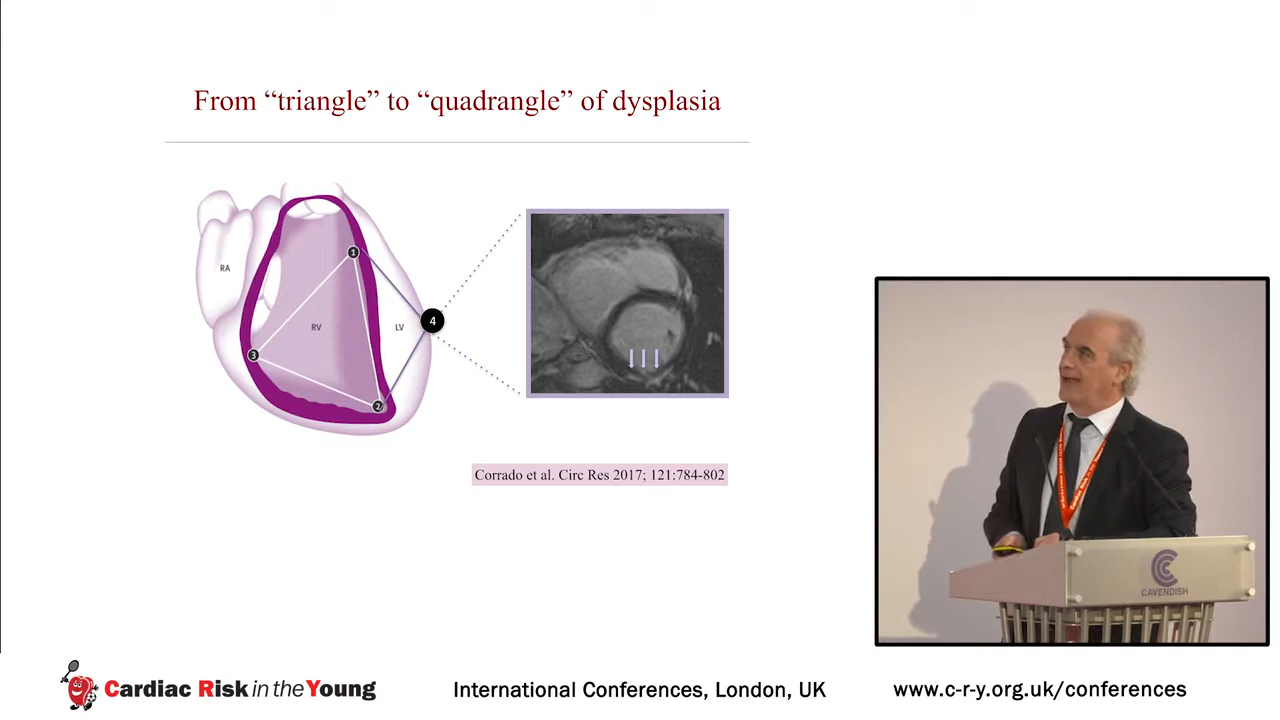 From “triangle” to “quadrangle” of dysplasia
RA
RV
LV
1
2
3
4
Corrado et al. Circ Res 2017; 121:784-802
CAVENDISH
Cardiac Risk in the Young
International Conferences, London, UK
www.c-r-y.org.uk/conferences